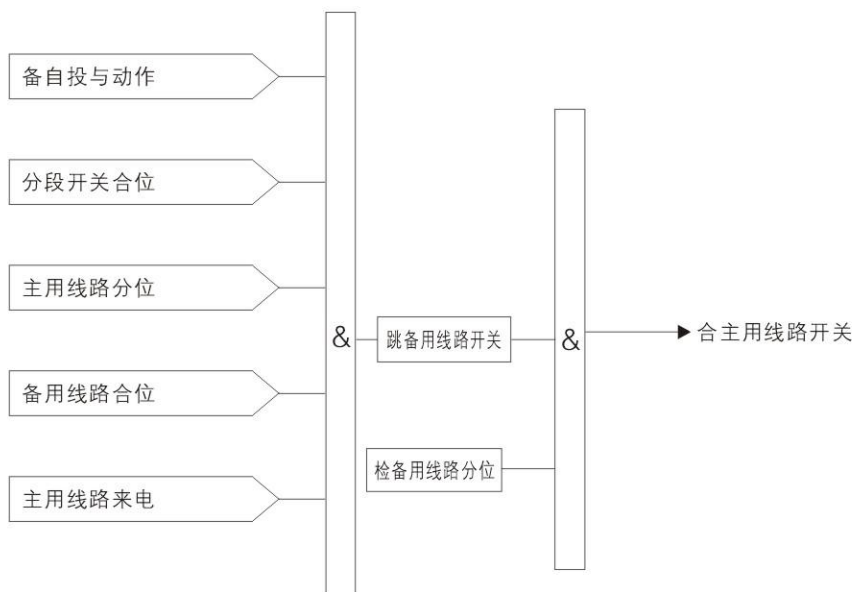 备自投与动作
分段开关合位
主用线路分位
备用线路合位
主用线路来电
&
跳备用线路开关
检备用线路分位
&
合主用线路开关